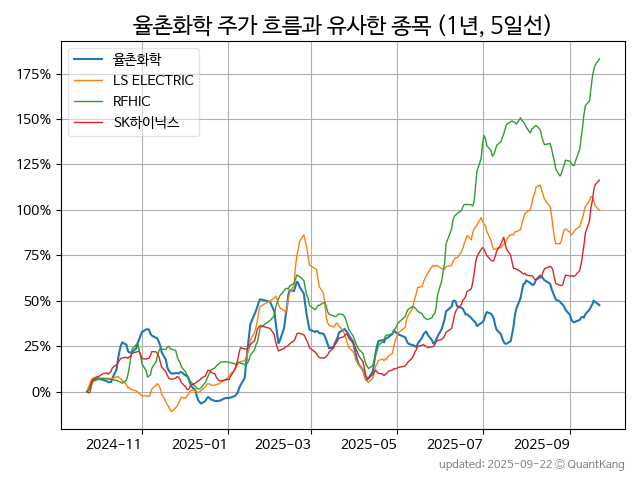 율촌화학 주가 흐름과 유사한 종목 (1년, 5일선)
율촌화학
LS ELECTRIC
RFHIC
SK하이닉스
175%
150%
125%
100%
75%
50%
25%
0%
2024-11
2025-01
2025-03
2025-05
2025-07
2025-09
updated: 2025-09-22 © QuantKang